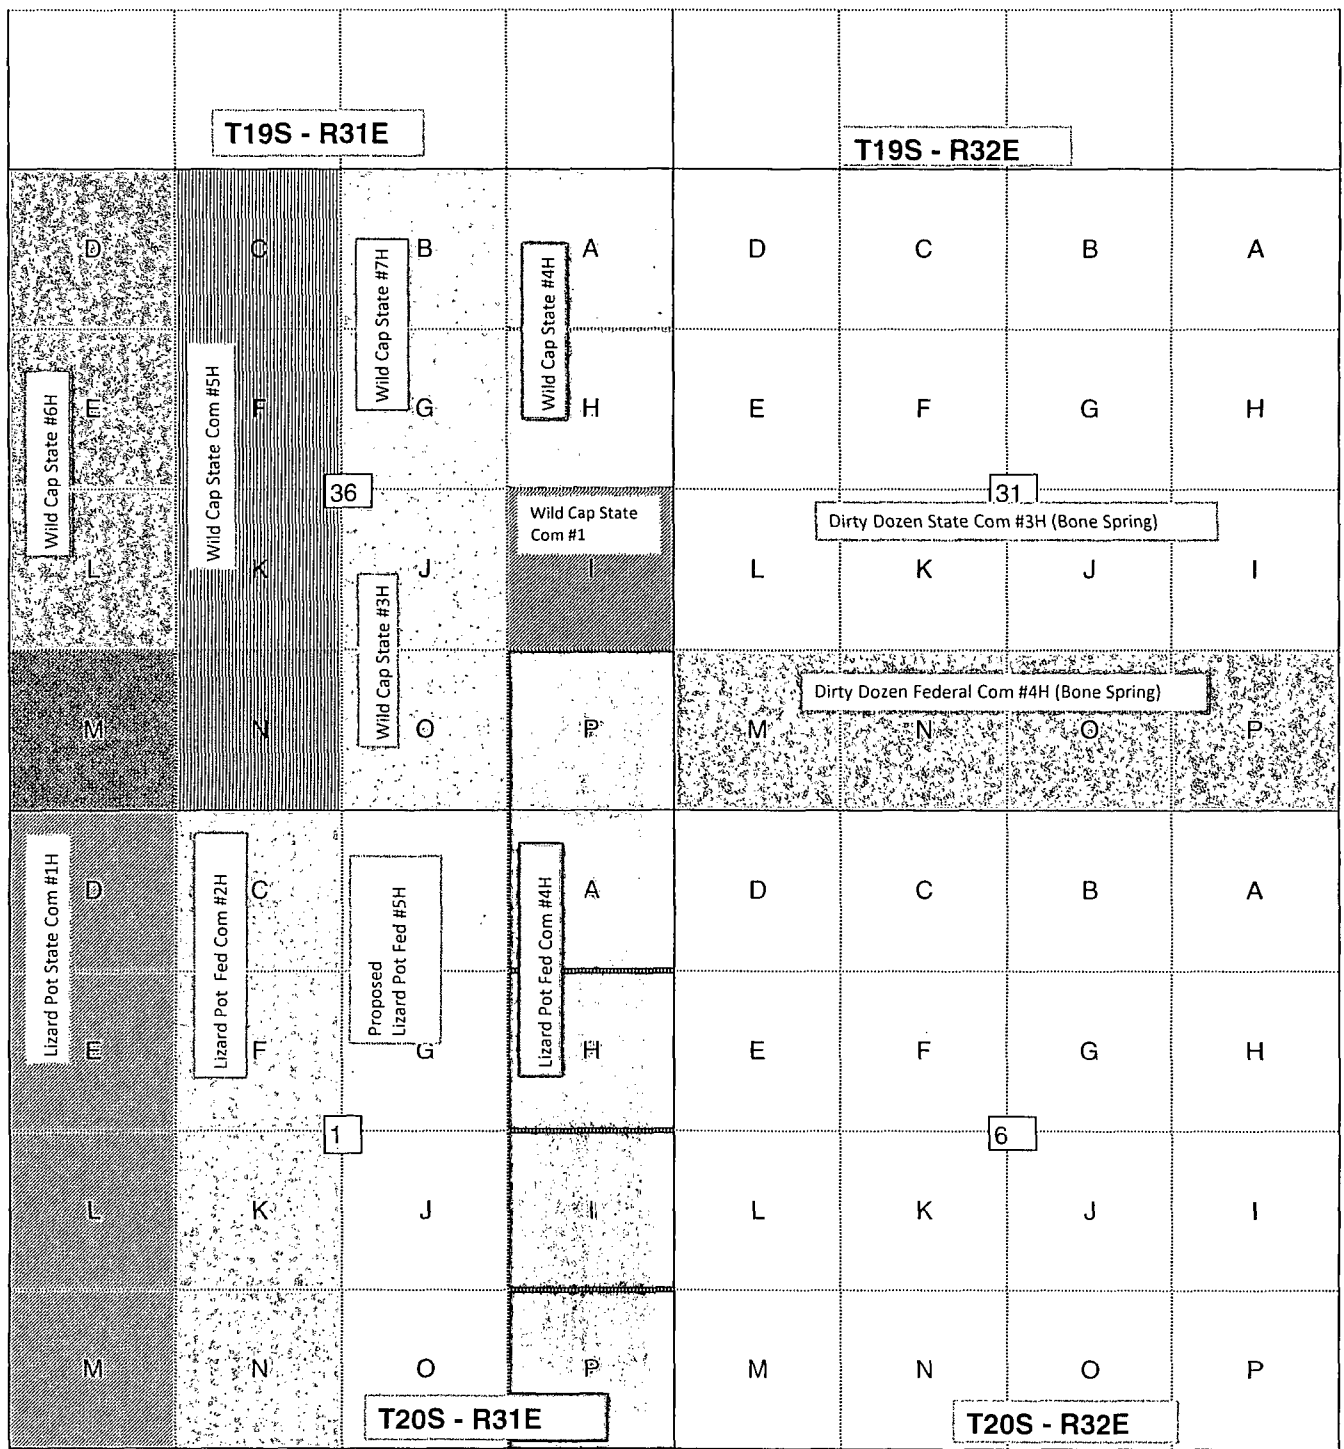 T19S - R31E
T19S - R32E
D
C
B
A
D
C
B
A
Wild Cap State #7H
Wild Cap State #4H
Wild Cap State #6H
Wild Cap State Com #5H
E
F
G
H
E
F
G
H
36
31
Wild Cap State
Com #1
Dirty Dozen State Com #3H (Bone Spring)
L
K
J
I
L
K
J
I
Wild Cap State #3H
Dirty Dozen Federal Com #4H (Bone Spring)
M
N
O
P
M
N
O
P
Lizard Pot State Com #1H
Lizard Pot Fed Com #2H
Proposed
Lizard Pot Fed #5H
Lizard Pot Fed Com #4H
D
C
A
D
C
B
A
E
F
G
H
E
F
G
H
1
6
L
K
J
I
L
K
J
I
M
N
O
P
M
N
O
P
T20S - R31E
T20S - R32E